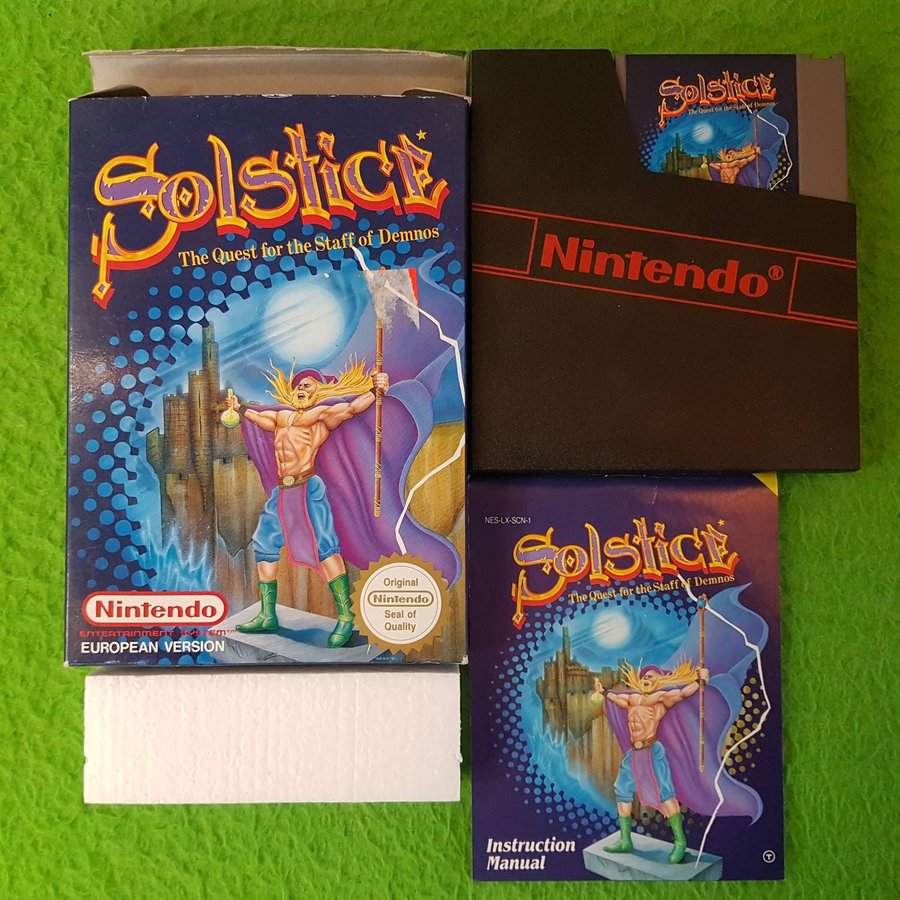 Solstice
The Quest for the Staff of Demnos
Nintendo
ENTERTAINMENT SYSTEM™
EUROPEAN VERSION
Original
Nintendo
Seal of
Quality
Solstice
The Quest for the Staff of Demnos
Nintendo®
NES-LX-SCN-1
Solstice
The Quest for the Staff of Demnos
Instruction
Manual
T